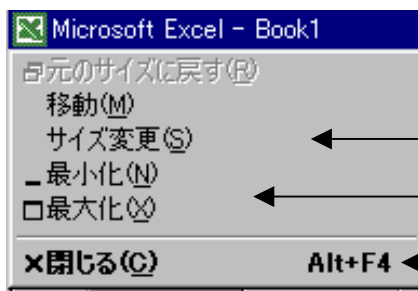 Microsoft Excel - Book1
元のサイズに戻す(R)
移動(M)
サイズ変更(S)
最小化(N)
最大化(X)
閉じる(C) Alt+F4